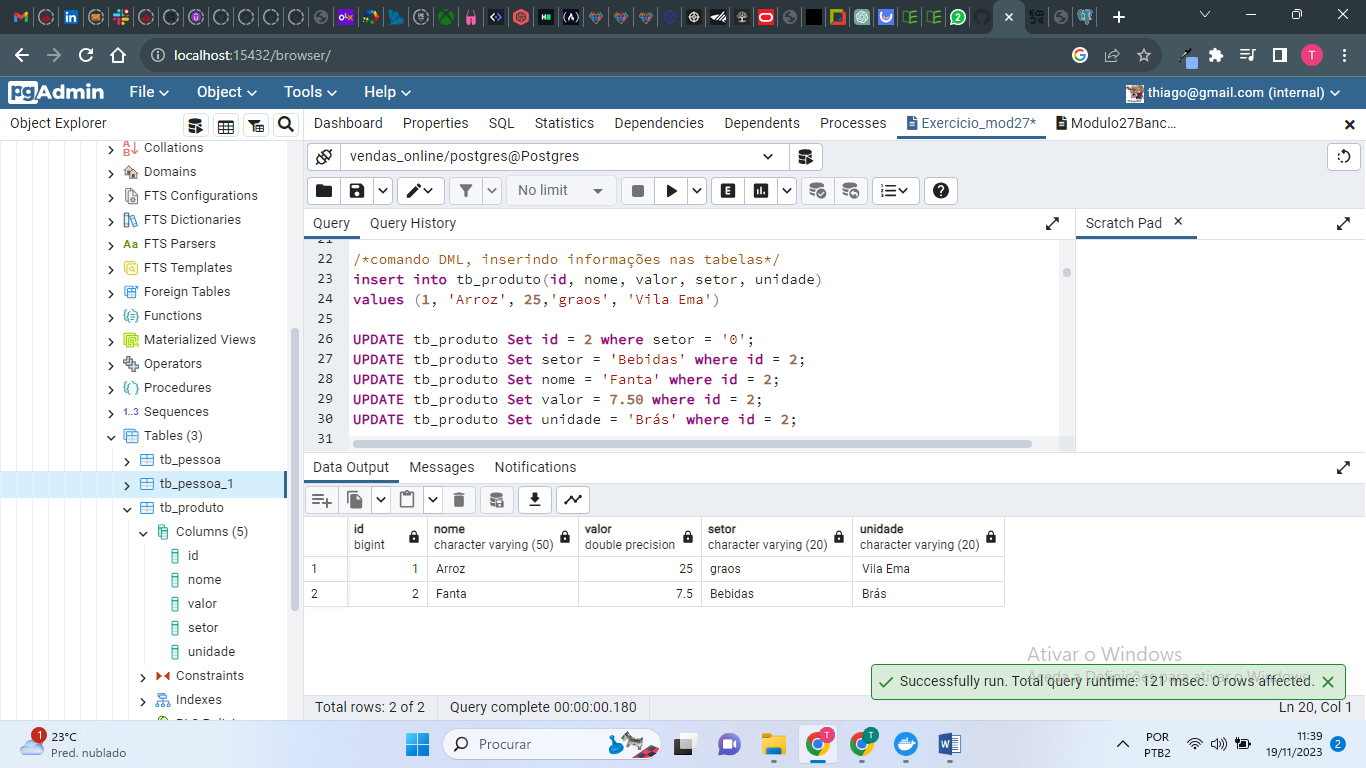 localhost:15432/browser/
T
pgAdmin File Object Tools Help thiago@gmail.com (internal)
Object Explorer
Dashboard Properties SQL Statistics Dependencies Dependents Processes Exercicio_mod27* Modulo27Banc...
vendas_online/postgres@Postgres
No limit
Query Query History
Scratch Pad
Collations
Domains
FTS Configurations
FTS Dictionaries
Aa FTS Parsers
FTS Templates
Foreign Tables
Functions
Materialized Views
Operators
Procedures
1..3 Sequences
Tables (3)
tb_pessoa
tb_pessoa_1
tb_produto
Columns (5)
id
nome
valor
setor
unidade
Constraints
Indexes
21
22 /*comando DML, inserindo informações nas tabelas*/
23 insert into tb_produto(id, nome, valor, setor, unidade)
24 values (1, 'Arroz', 25,'graos', 'Vila Ema')
25
26 UPDATE tb_produto Set id = 2 where setor = '0';
27 UPDATE tb_produto Set setor = 'Bebidas' where id = 2;
28 UPDATE tb_produto Set nome = 'Fanta' where id = 2;
29 UPDATE tb_produto Set valor = 7.50 where id = 2;
30 UPDATE tb_produto Set unidade = 'Brás' where id = 2;
31
Data Output Messages Notifications
id nome valor setor unidade
bigint character varying (50) double precision character varying (20) character varying (20)
1 1 Arroz 25 graos Vila Ema
2 2 Fanta 7.5 Bebidas Brás
Ativar o Windows
Successfully run. Total query runtime: 121 msec. 0 rows affected.
Total rows: 2 of 2 Query complete 00:00:00.180 Ln 20, Col 1
1 23°C
Pred. nublado
Procurar
POR
PTB2
11:39
19/11/2023
2